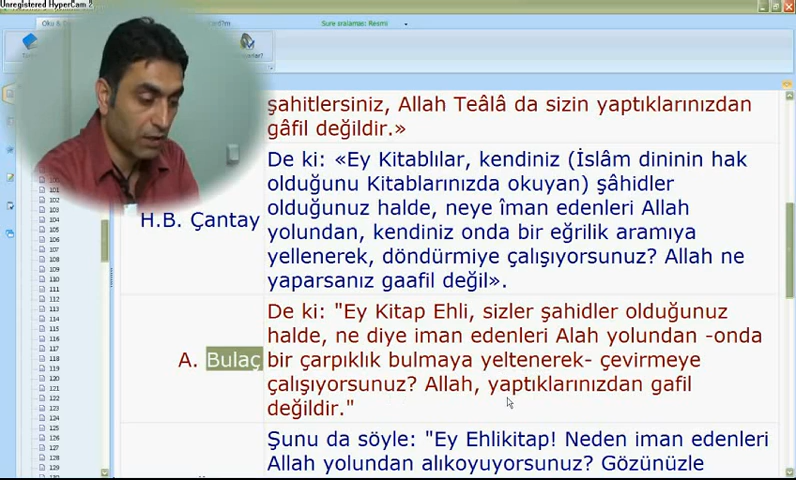 Unregistered HyperCam 2
Oku &
Sure sıralaması: Resmi
şahitlersiniz, Allah Teâlâ da sizin yaptıklarınızdan
gâfil değildir.»
H.B. Çantay
De ki: «Ey Kitablılar, kendiniz (İslâm dininin hak
olduğunu Kitablarınızda okuyan) şâhidler
olduğunuz halde, neye îman edenleri Allah
yolundan, kendiniz onda bir eğrilik aramıya
yellenerek, döndürmiye çalışıyorsunuz? Allah ne
yaparsanız gaafil değil».
A. Bulaç
De ki: "Ey Kitap Ehli, sizler şahidler olduğunuz
halde, ne diye iman edenleri Alah yolundan -onda
bir çarpıklık bulmaya yeltenerek- çevirmeye
çalışıyorsunuz? Allah, yaptıklarınızdan gafil
değildir."
Şunu da söyle: "Ey Ehlikitap! Neden iman edenleri
Allah yolundan alıkoyuyorsunuz? Gözünüzle
101
102
103
104
105
106
107
108
109
110
111
112
113
114
115
116
117
118
119
120
121
122
123
124
125
126
127
128
129